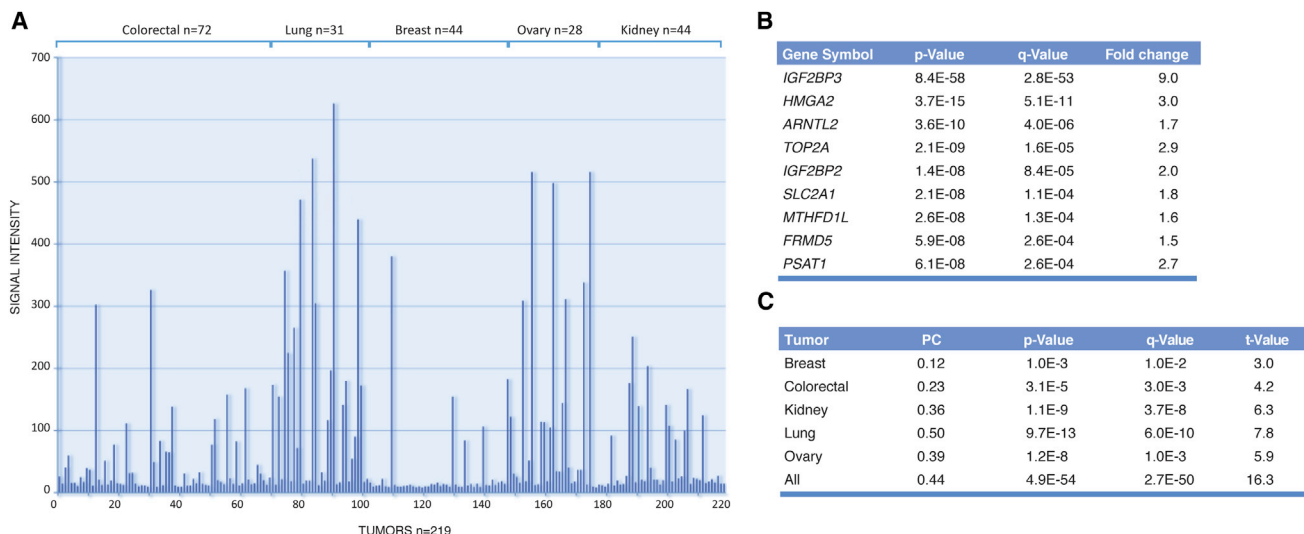 A
Colorectal n=72 Lung n=31 Breast n=44 Ovary n=28 Kidney n=44
700
600
500
400
300
200
100
0
SIGNAL INTENSITY
0 20 40 60 80 100 120 140 160 180 200 220
TUMORS n=219
B
Gene Symbol p-Value q-Value Fold change
IGF2BP3 8.4E-58 2.8E-53 9.0
HMGA2 3.7E-15 5.1E-11 3.0
ARNTL2 3.6E-10 4.0E-06 1.7
TOP2A 2.1E-09 1.6E-05 2.9
IGF2BP2 1.4E-08 8.4E-05 2.0
SLC2A1 2.1E-08 1.1E-04 1.8
MTHFD1L 2.6E-08 1.3E-04 1.6
FRMD5 5.9E-08 2.6E-04 1.5
PSAT1 6.1E-08 2.6E-04 2.7
C
Tumor PC p-Value q-Value t-Value
Breast 0.12 1.0E-3 1.0E-2 3.0
Colorectal 0.23 3.1E-5 3.0E-3 4.2
Kidney 0.36 1.1E-9 3.7E-8 6.3
Lung 0.50 9.7E-13 6.0E-10 7.8
Ovary 0.39 1.2E-8 1.0E-3 5.9
All 0.44 4.9E-54 2.7E-50 16.3